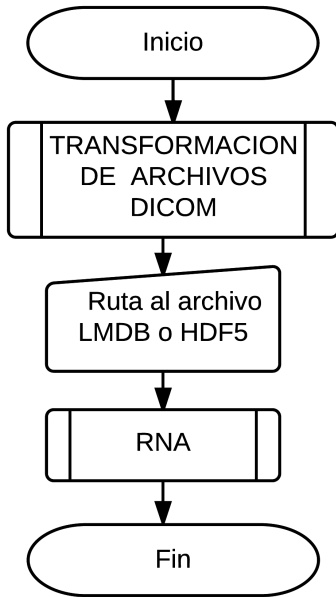 Inicio
TRANSFORMACION
DE ARCHIVOS
DICOM
Ruta al archivo
LMDB o HDF5
RNA
Fin